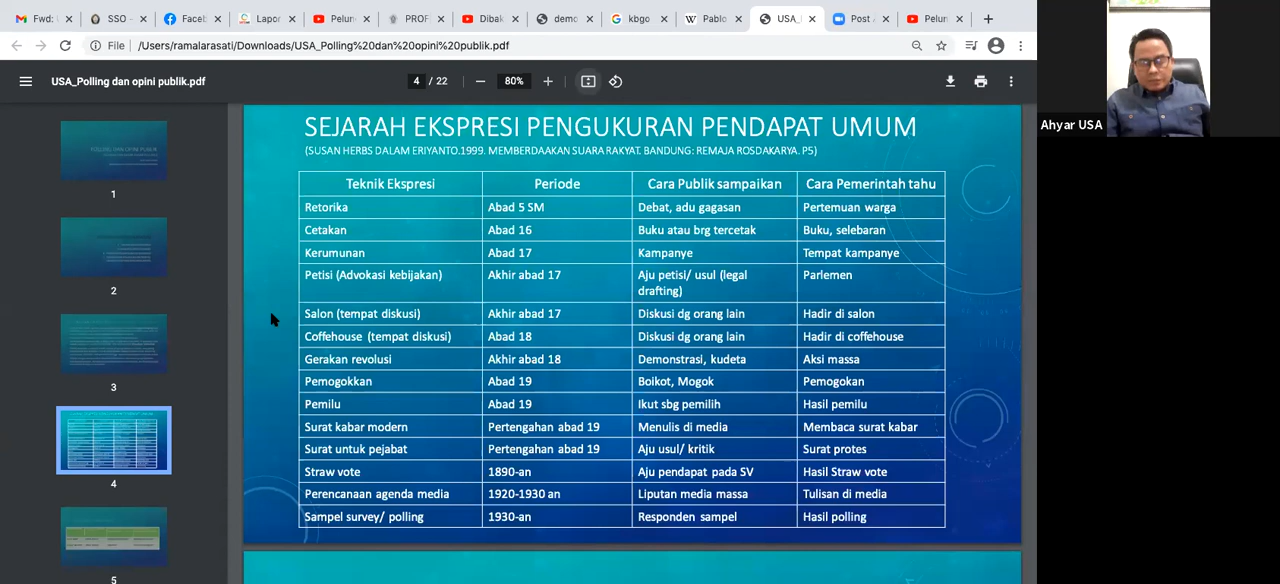 Fwd:
SSO -
Faceb
Lapor
Pelun
PROF
Dibak
demo
kbgo
Pablo
USA_
Post A
Pelun
File /Users/ramalarasati/Downloads/USA_Polling%20dan%20opini%20publik.pdf
USA_Polling dan opini publik.pdf
4 / 22
80%
1
2
3
4
5
SEJARAH EKSPRESI PENGUKURAN PENDAPAT UMUM
(SUSAN HERBS DALAM ERIYANTO.1999. MEMBERDAAKAN SUARA RAKYAT. BANDUNG: REMAJA ROSDAKARYA. P5)
Teknik Ekspresi Periode Cara Publik sampaikan Cara Pemerintah tahu
Retorika Abad 5 SM Debat, adu gagasan Pertemuan warga
Cetakan Abad 16 Buku atau brg tercetak Buku, selebaran
Kerumunan Abad 17 Kampanye Tempat kampanye
Petisi (Advokasi kebijakan) Akhir abad 17 Aju petisi/ usul (legal Parlemen
drafting)
Salon (tempat diskusi) Akhir abad 17 Diskusi dg orang lain Hadir di salon
Coffehouse (tempat diskusi) Abad 18 Diskusi dg orang lain Hadir di coffehouse
Gerakan revolusi Akhir abad 18 Demonstrasi, kudeta Aksi massa
Pemogokkan Abad 19 Boikot, Mogok Pemogokan
Pemilu Abad 19 Ikut sbg pemilih Hasil pemilu
Surat kabar modern Pertengahan abad 19 Menulis di media Membaca surat kabar
Surat untuk pejabat Pertengahan abad 19 Aju usul/ kritik Surat protes
Straw vote 1890-an Aju pendapat pada SV Hasil Straw vote
Perencanaan agenda media 1920-1930 an Liputan media massa Tulisan di media
Sampel survey/ polling 1930-an Responden sampel Hasil polling
Ahyar USA